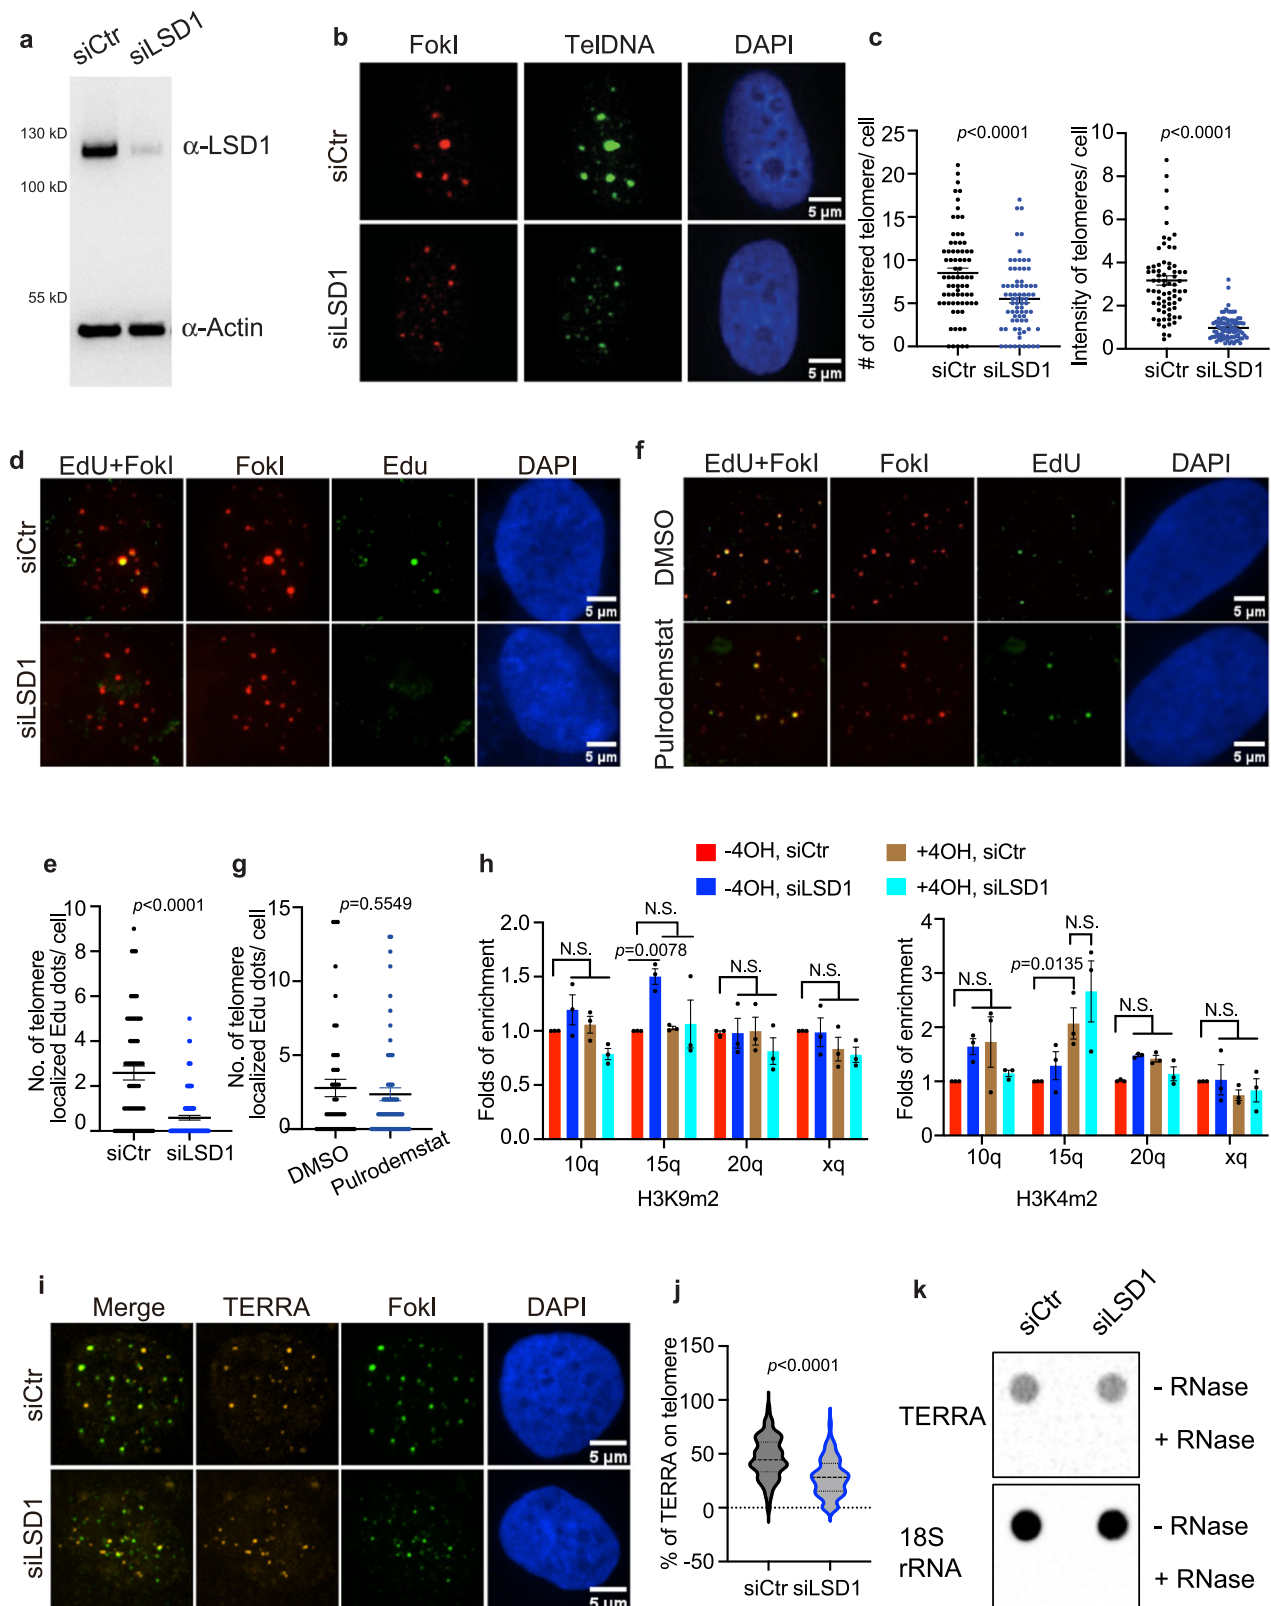 a
siCtr
siLSD1
130 kD
100 kD
55 kD
α-LSD1
α-Actin
b
FokI
TelDNA
DAPI
siCtr
siLSD1
5 µm
5 µm
c
# of clustered telomere/ cell
25
20
15
10
5
0
p<0.0001
siCtr siLSD1
Intensity of telomeres/ cell
10
8
6
4
2
0
p<0.0001
siCtr siLSD1
d
EdU+FokI
FokI
Edu
DAPI
siCtr
siLSD1
5 µm
5 µm
f
EdU+FokI
FokI
EdU
DAPI
DMSO
Pulrodemstat
5 µm
5 µm
e
No. of telomere
localized Edu dots/ cell
10
8
6
4
2
0
p<0.0001
siCtr siLSD1
g
No. of telomere
localized Edu dots/ cell
15
10
5
0
p=0.5549
DMSO
Pulrodemstat
h
-4OH, siCtr
-4OH, siLSD1
+4OH, siCtr
+4OH, siLSD1
Folds of enrichment
2.0
1.5
1.0
0.5
0.0
N.S.
N.S.
p=0.0078
N.S.
N.S.
10q
15q
20q
xq
H3K9m2
Folds of enrichment
4
3
2
1
0
N.S.
p=0.0135
N.S.
N.S.
N.S.
10q
15q
20q
xq
H3K4m2
i
Merge
TERRA
FokI
DAPI
siCtr
siLSD1
5 µm
5 µm
j
% of TERRA on telomere
150
100
50
0
-50
p<0.0001
siCtr siLSD1
k
siCtr
siLSD1
TERRA
- RNase
+ RNase
18S
rRNA
- RNase
+ RNase